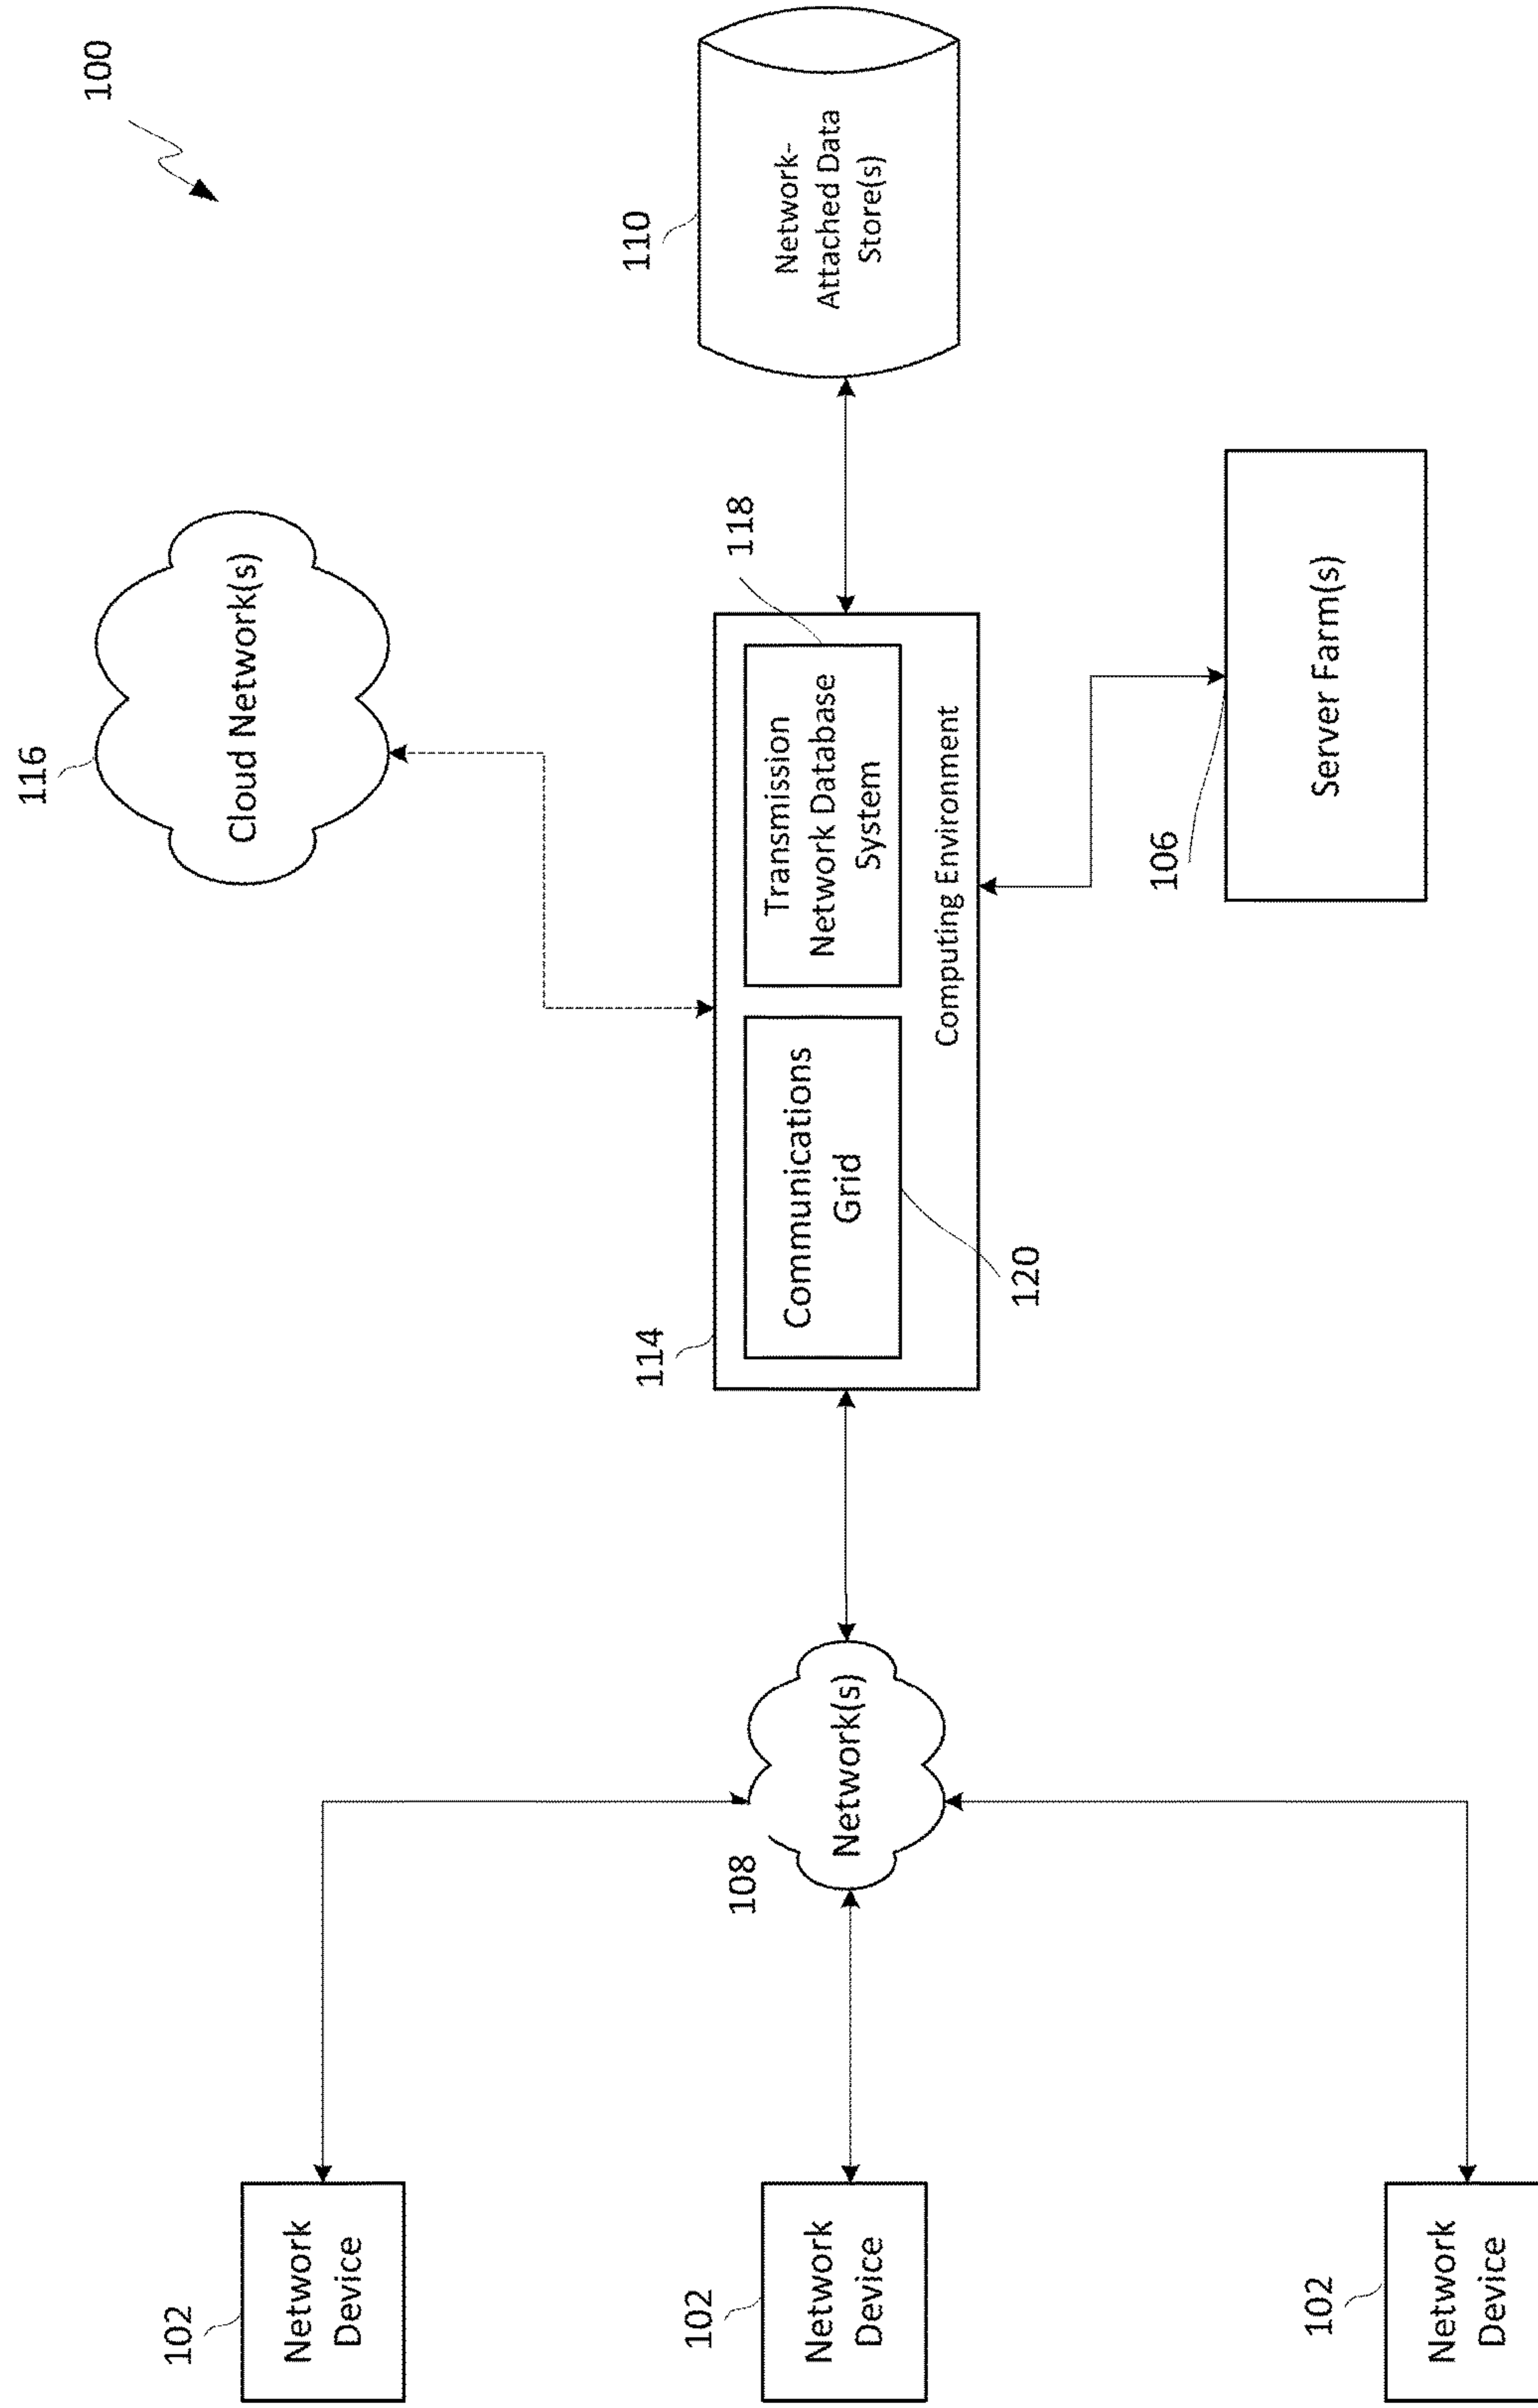 100
116
Cloud Network(s)
110
Network-
Attached Data
Store(s)
118
Transmission
Network Database
System
114
Communications
Grid
Computing Environment
120
106
Server Farm(s)
108
Network(s)
102
Network
Device
102
Network
Device
102
Network
Device